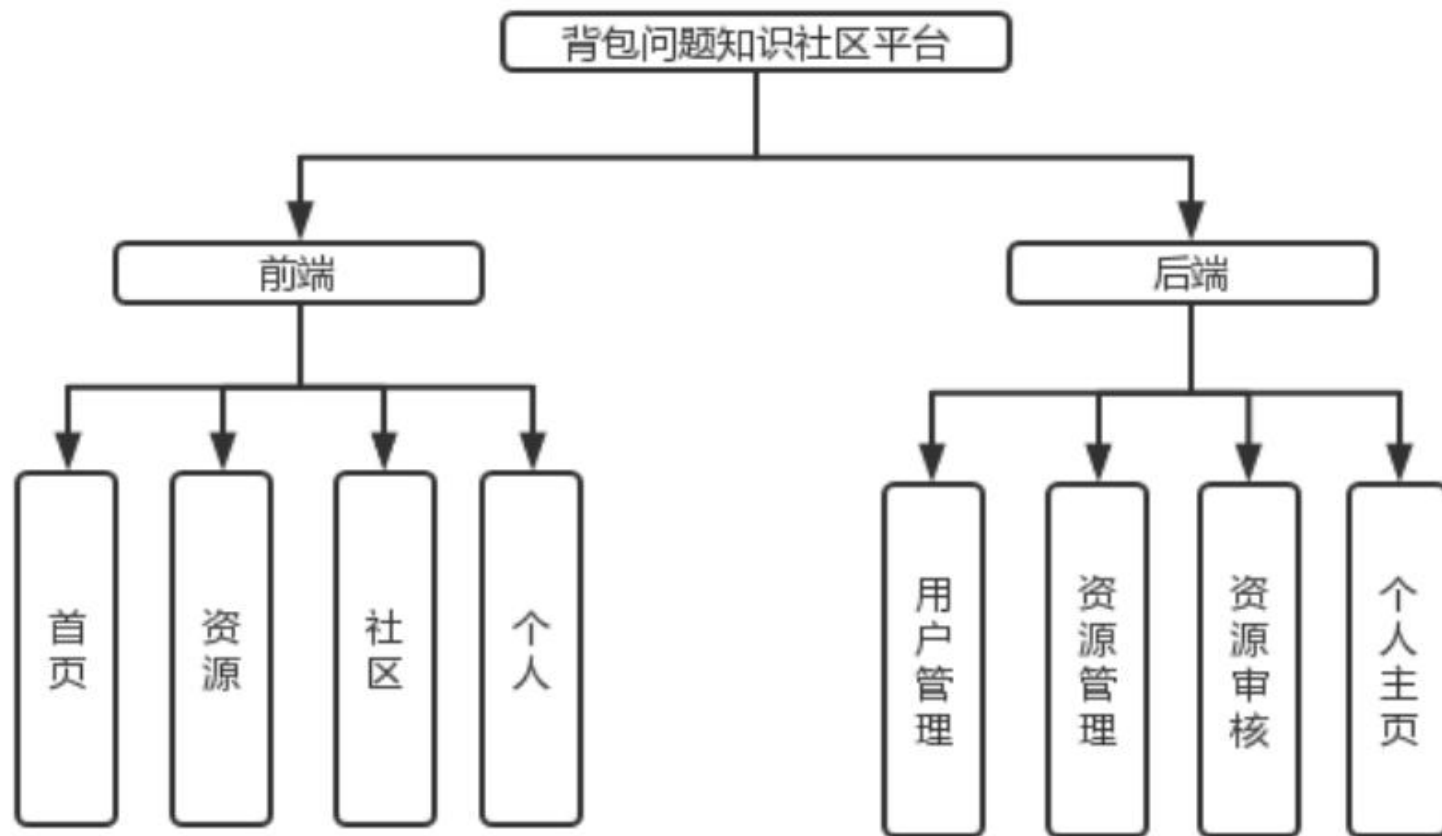 背包问题知识社区平台
前端
后端
首页
资源
社区
个人
用户管理
资源管理
资源审核
个人主页